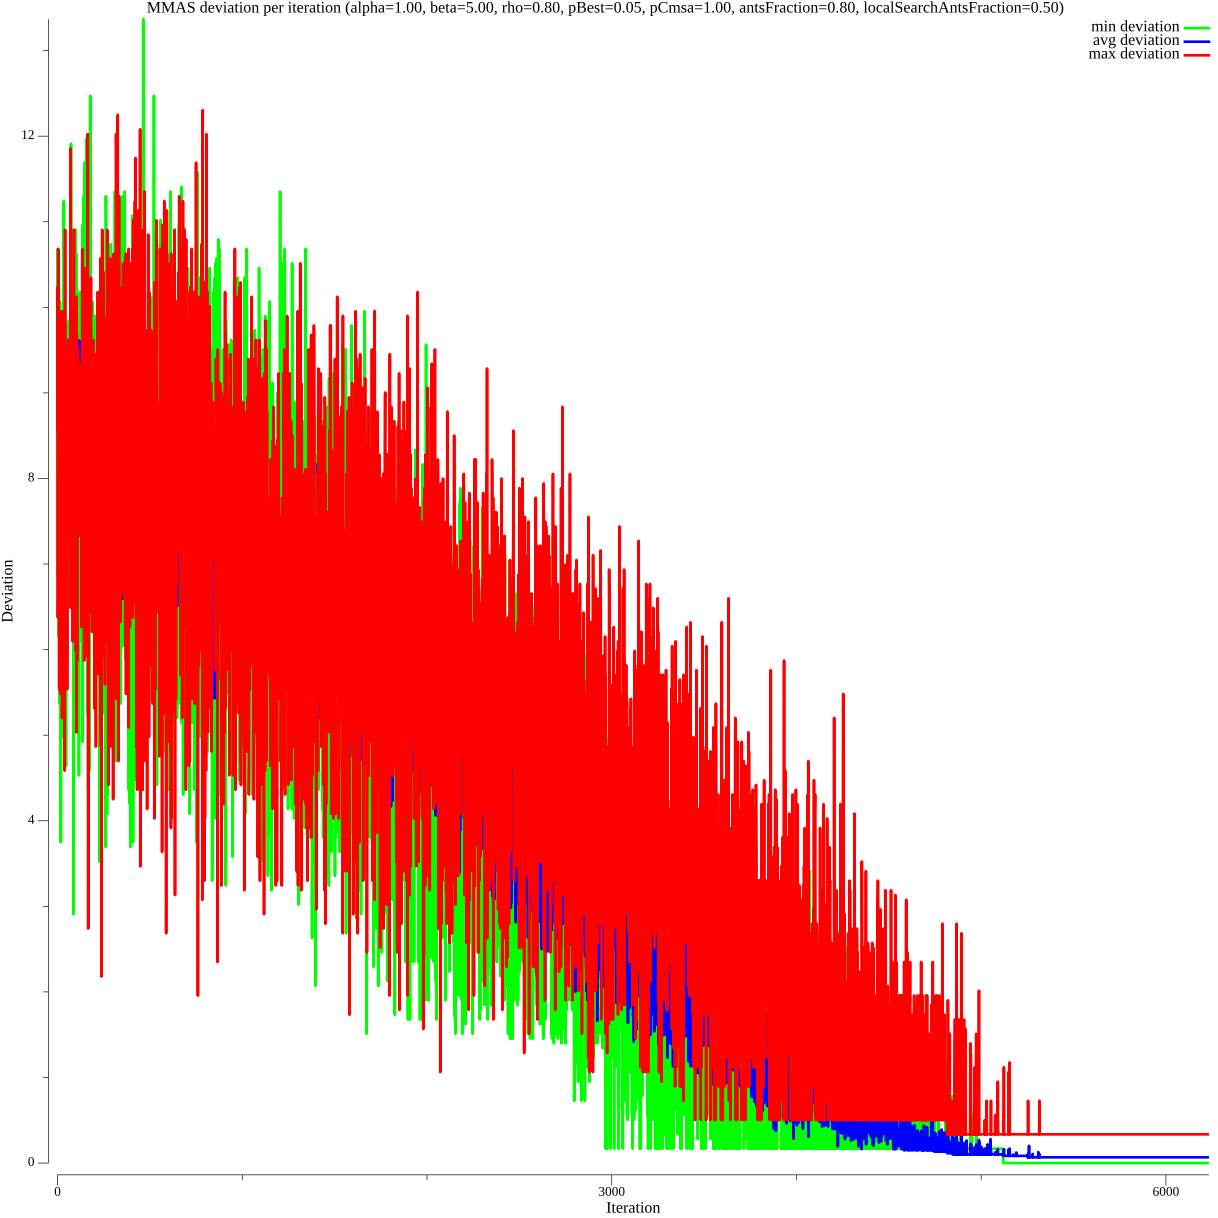 MMAS deviation per iteration (alpha=1.00, beta=5.00, rho=0.80, pBest=0.05, pCmsa=1.00, antsFraction=0.80, localSearchAntsFraction=0.50)
min deviation
avg deviation
max deviation
12
8
4
0
Deviation
0
3000
6000
Iteration